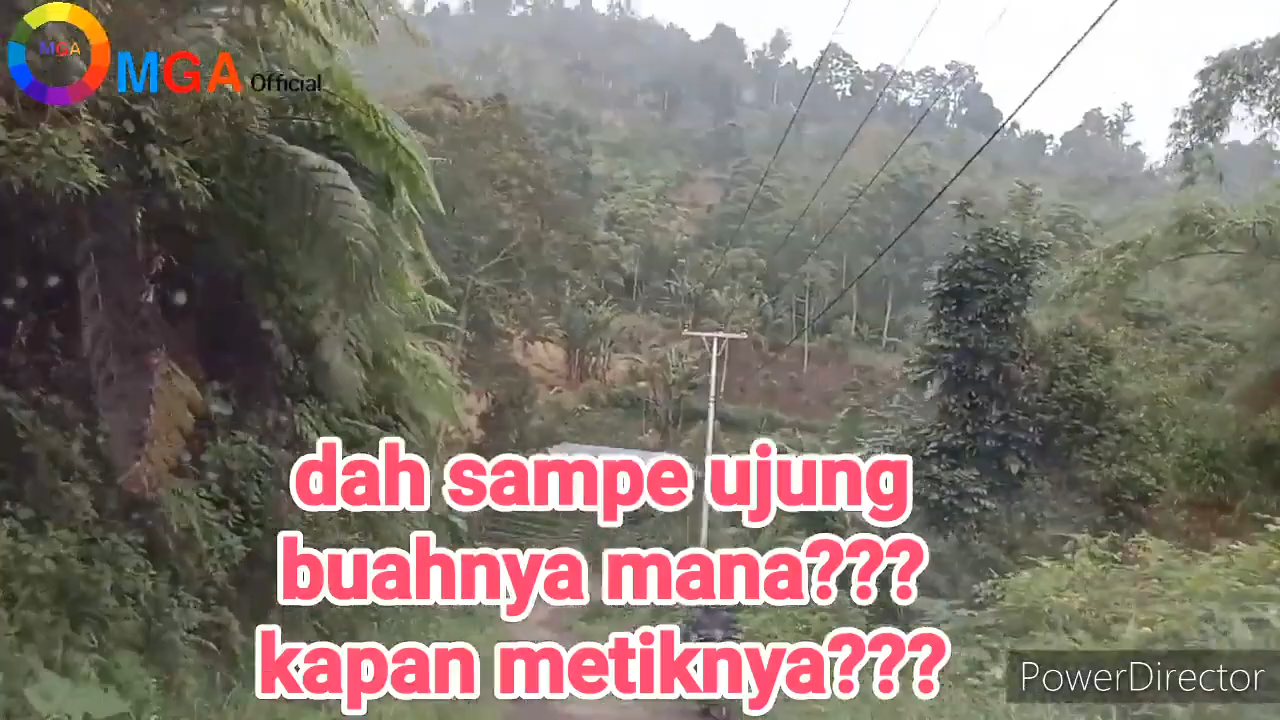 MGA
MGA Official
dah sampe ujung
buahnya mana???
kapan metiknya???
PowerDirector